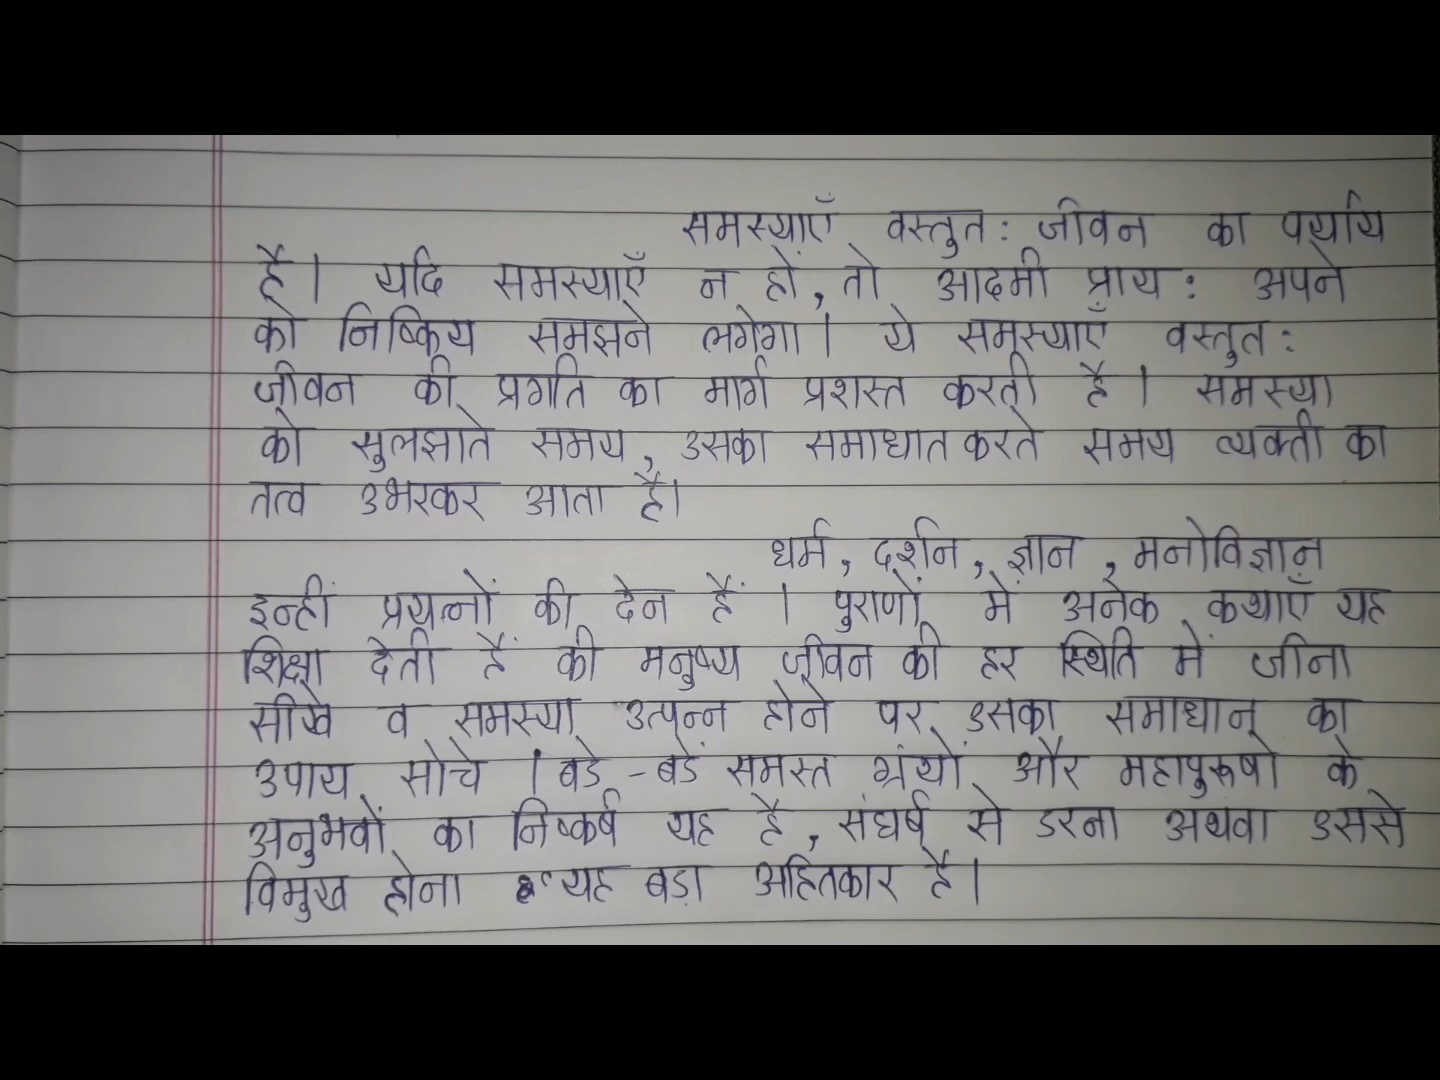 समस्याएँ वस्तुतः जीवन का पर्याय
है। यदि समस्याएँ न हों, तो आदमी प्रायः अपने
को निष्क्रिय समझने लगेगा। ये समस्याएँ वस्तुतः
जीवन की प्रगति का मार्ग प्रशस्त करती है। समस्या
को सुलझाते समय, उसका समाधात करते समय व्यक्ती का
तत्व उभरकर आता है।
धर्म, दर्शन, ज्ञान, मनोविज्ञान
इन्हीं प्रयत्नों की देन हैं। पुराणों में अनेक कथाएँ यह
शिक्षा देती हैं की मनुष्य जीवन की हर स्थिति में जीना
सीखे व समस्या उत्पन्न होने पर उसका समाधान का
उपाय सोचे। बडे-बडे समस्त ग्रंथों और महापुरूषो के
अनुभवों का निष्कर्ष यह है, संघर्ष से डरना अथवा उससे
विमुख होना यह बड़ा अहितकार है।